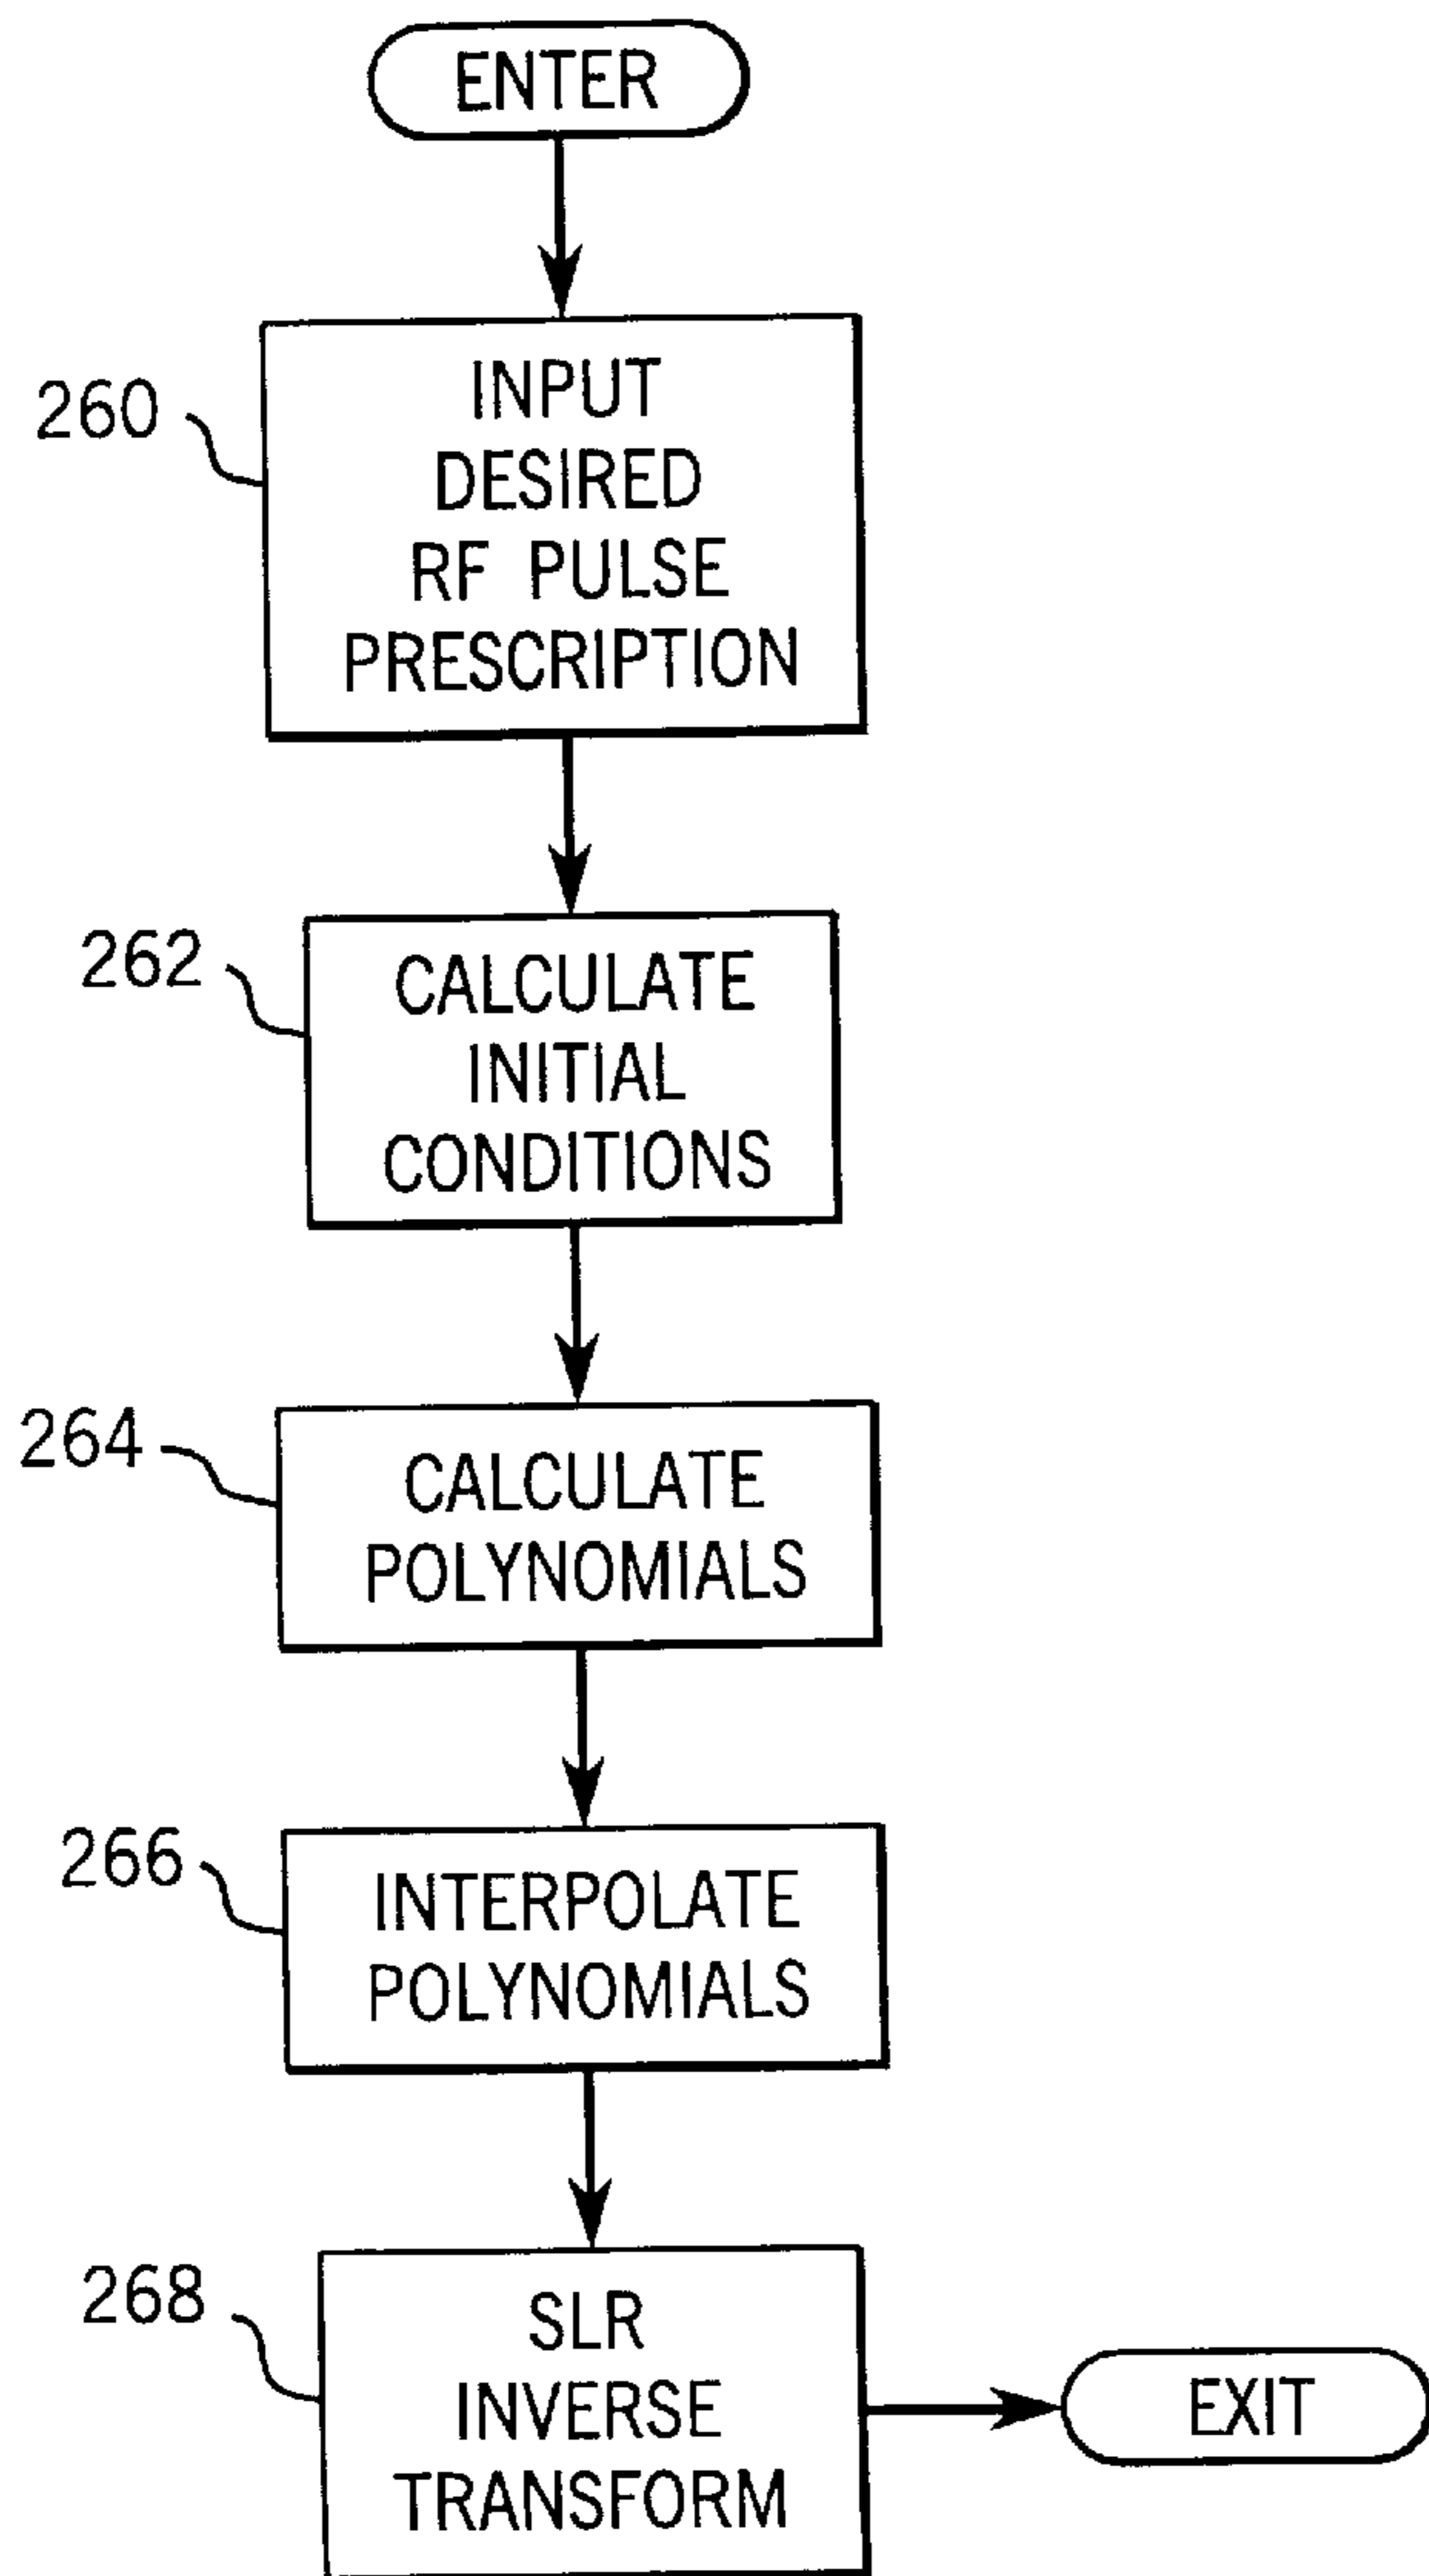 ENTER
260
INPUT
DESIRED
RF PULSE
PRESCRIPTION
262
CALCULATE
INITIAL
CONDITIONS
264
CALCULATE
POLYNOMIALS
266
INTERPOLATE
POLYNOMIALS
268
SLR
INVERSE
TRANSFORM
EXIT